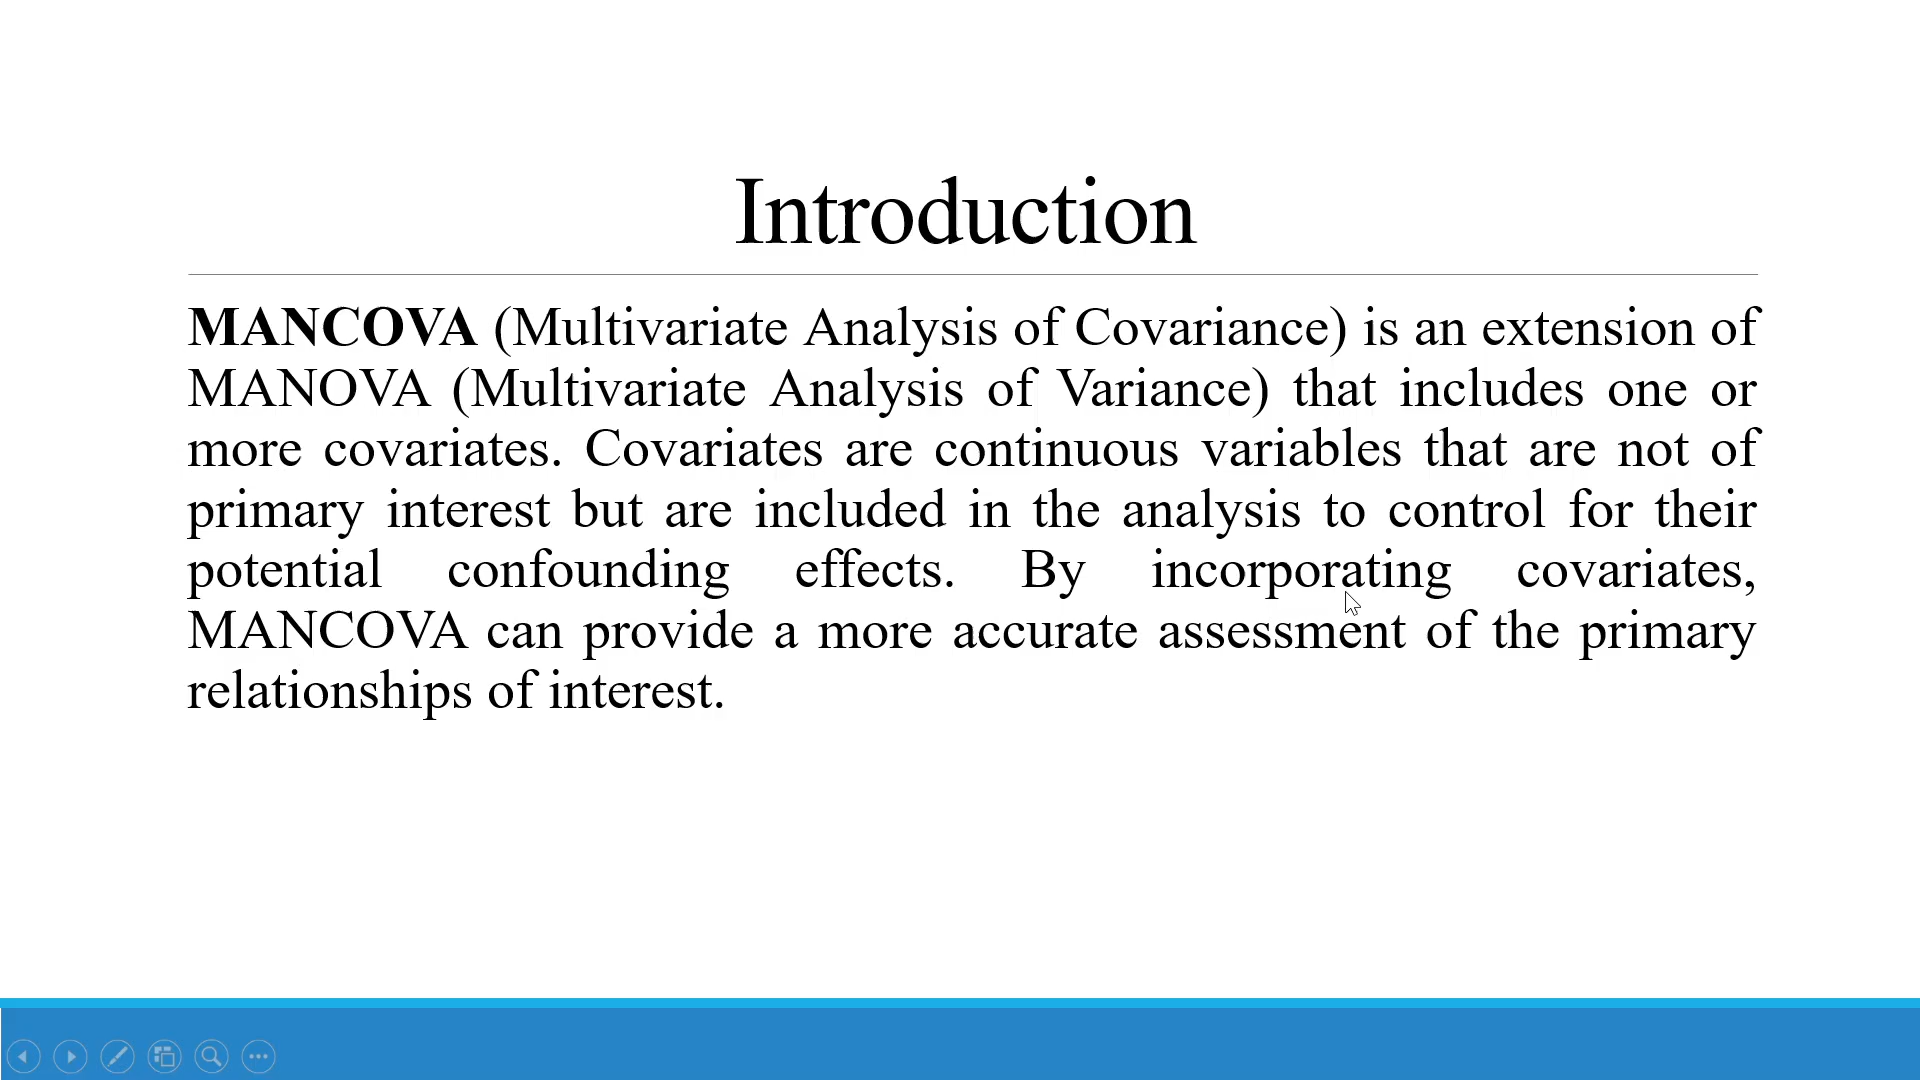 Introduction
MANCOVA (Multivariate Analysis of Covariance) is an extension of
MANOVA (Multivariate Analysis of Variance) that includes one or
more covariates. Covariates are continuous variables that are not of
primary interest but are included in the analysis to control for their
potential confounding effects. By incorporating covariates,
MANCOVA can provide a more accurate assessment of the primary
relationships of interest.